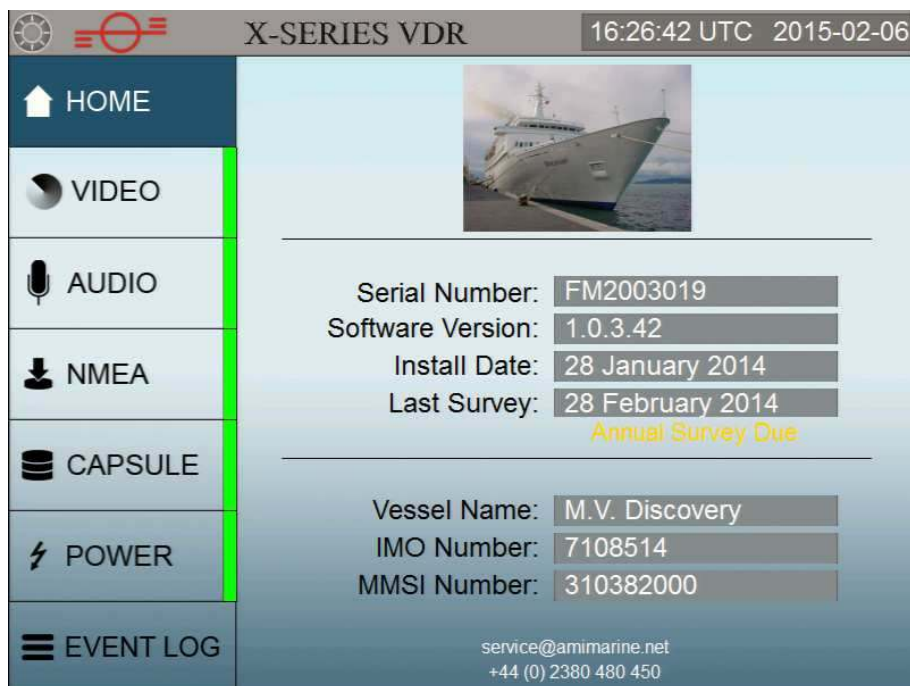 X-SERIES VDR 16:26:42 UTC 2015-02-06
HOME
VIDEO
AUDIO
NMEA
CAPSULE
POWER
EVENT LOG
Serial Number: FM2003019
Software Version: 1.0.3.42
Install Date: 28 January 2014
Last Survey: 28 February 2014
Annual Survey Due
Vessel Name: M.V. Discovery
IMO Number: 7108514
MMSI Number: 310382000
service@amimarine.net
+44 (0) 2380 480 450